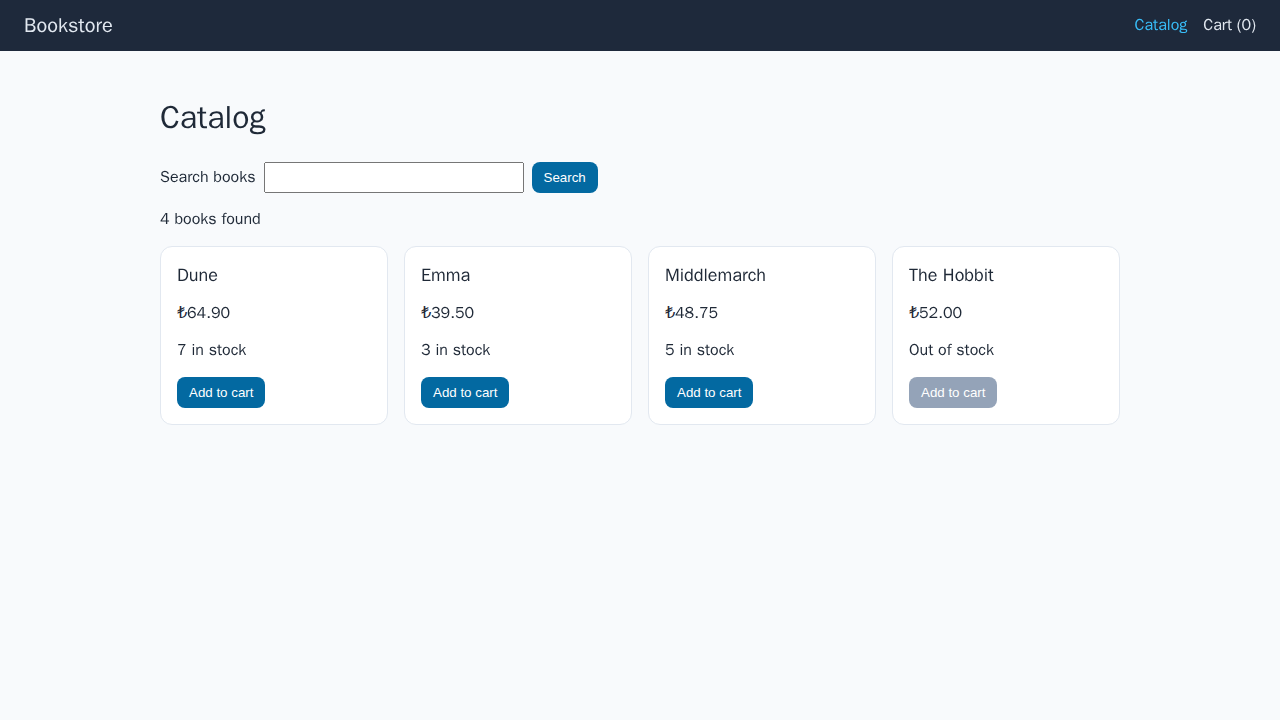 Bookstore
Catalog
Cart (0)
Catalog
Search books
Search
4 books found
Dune
₺64.90
7 in stock
Add to cart
Emma
₺39.50
3 in stock
Add to cart
Middlemarch
₺48.75
5 in stock
Add to cart
The Hobbit
₺52.00
Out of stock
Add to cart